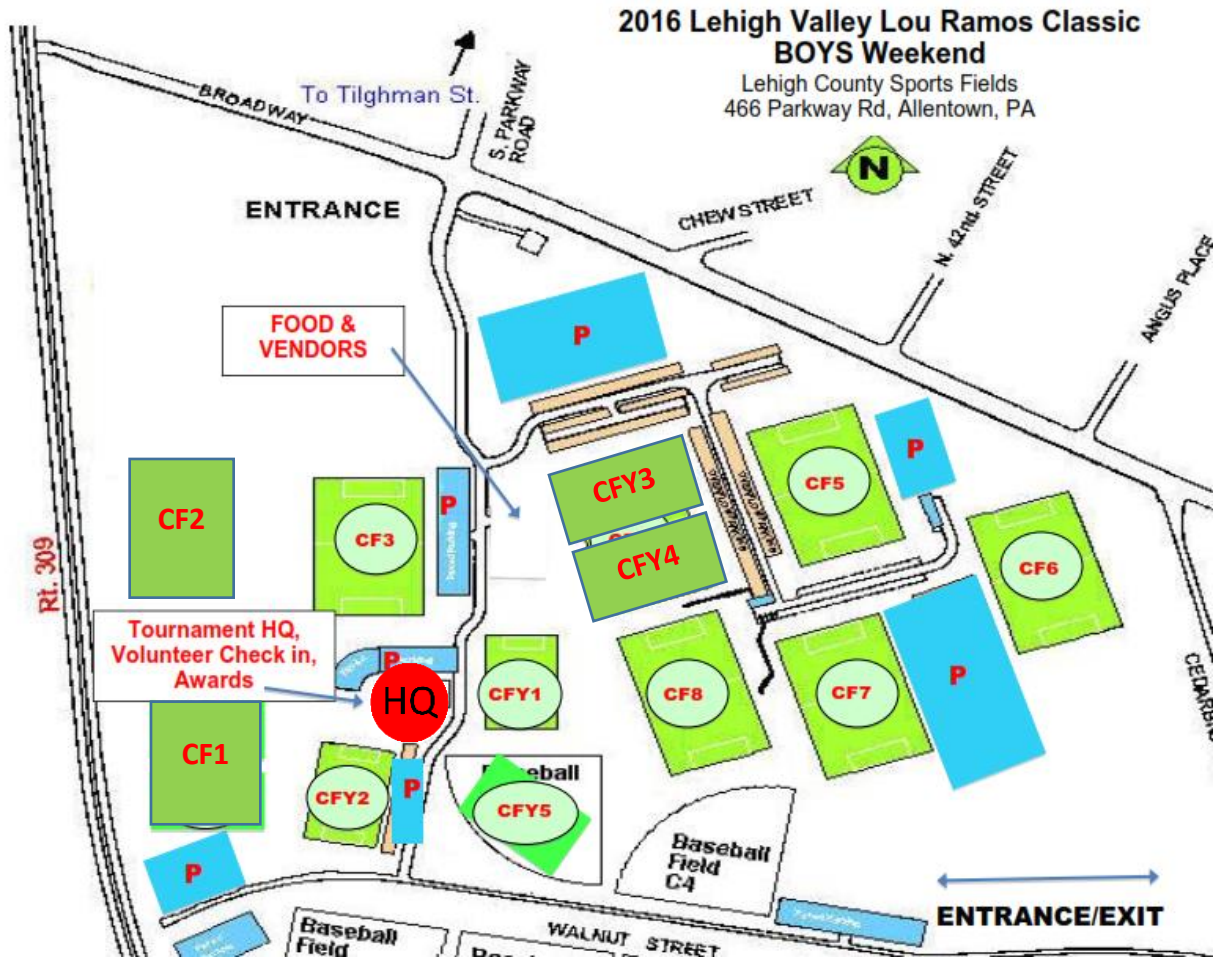 2016 Lehigh Valley Lou Ramos Classic
BOYS Weekend
Lehigh County Sports Fields
466 Parkway Rd, Allentown, PA
N
BROADWAY
To Tilghman St.
S. PARKWAY
ROAD
ENTRANCE
CHEW STREET
N. 42nd. STREET
ANGUS PLACE
FOOD &
VENDORS
P
CFY3
CF5
P
CF2
CF3
P
CFY4
CF6
Rt. 309
Tournament HQ,
Volunteer Check in,
Awards
P
HQ
CFY1
CF8
CF7
P
CF1
CFY2
P
Baseball
CFY5
Baseball
Field
C4
P
ENTRANCE/EXIT
Baseball
Field
WALNUT STREET